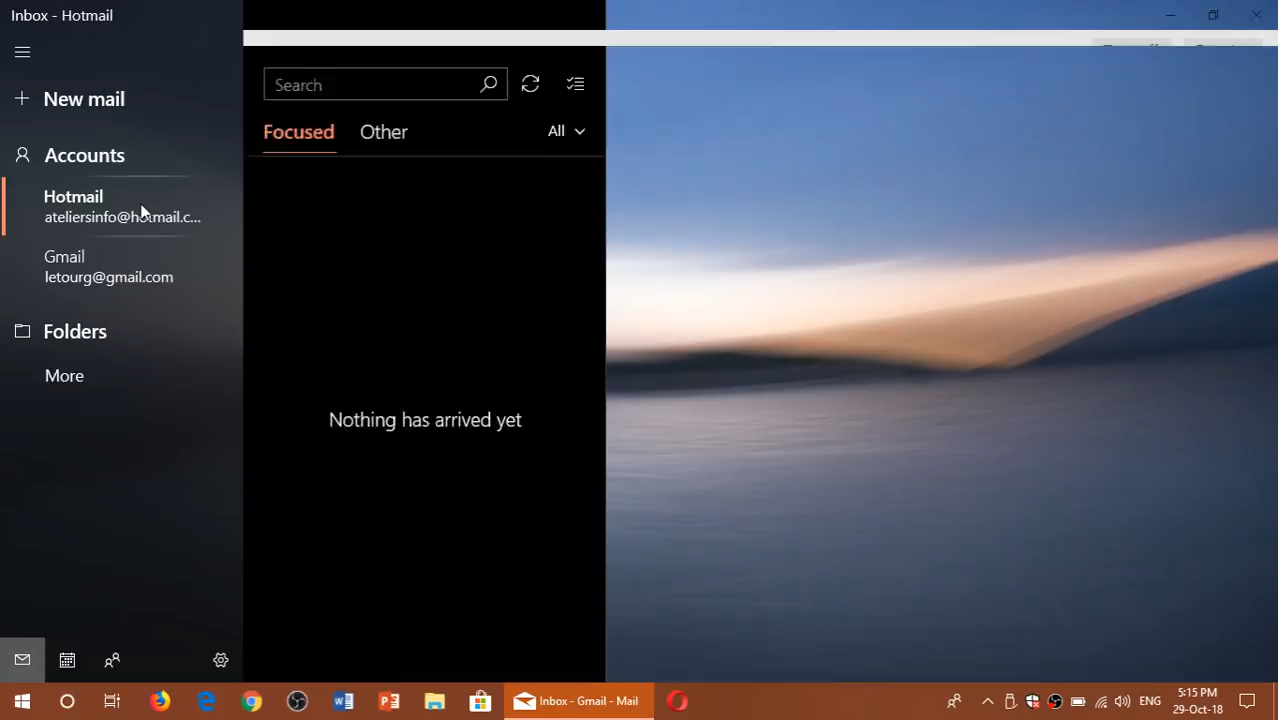 Inbox - Hotmail
New mail
Accounts
Hotmail
ateliersinfo@hotmail.c...
Gmail
letourg@gmail.com
Folders
More
Search
Focused Other All
Nothing has arrived yet
Inbox - Gmail - Mail
ENG
5:15 PM
29-Oct-18